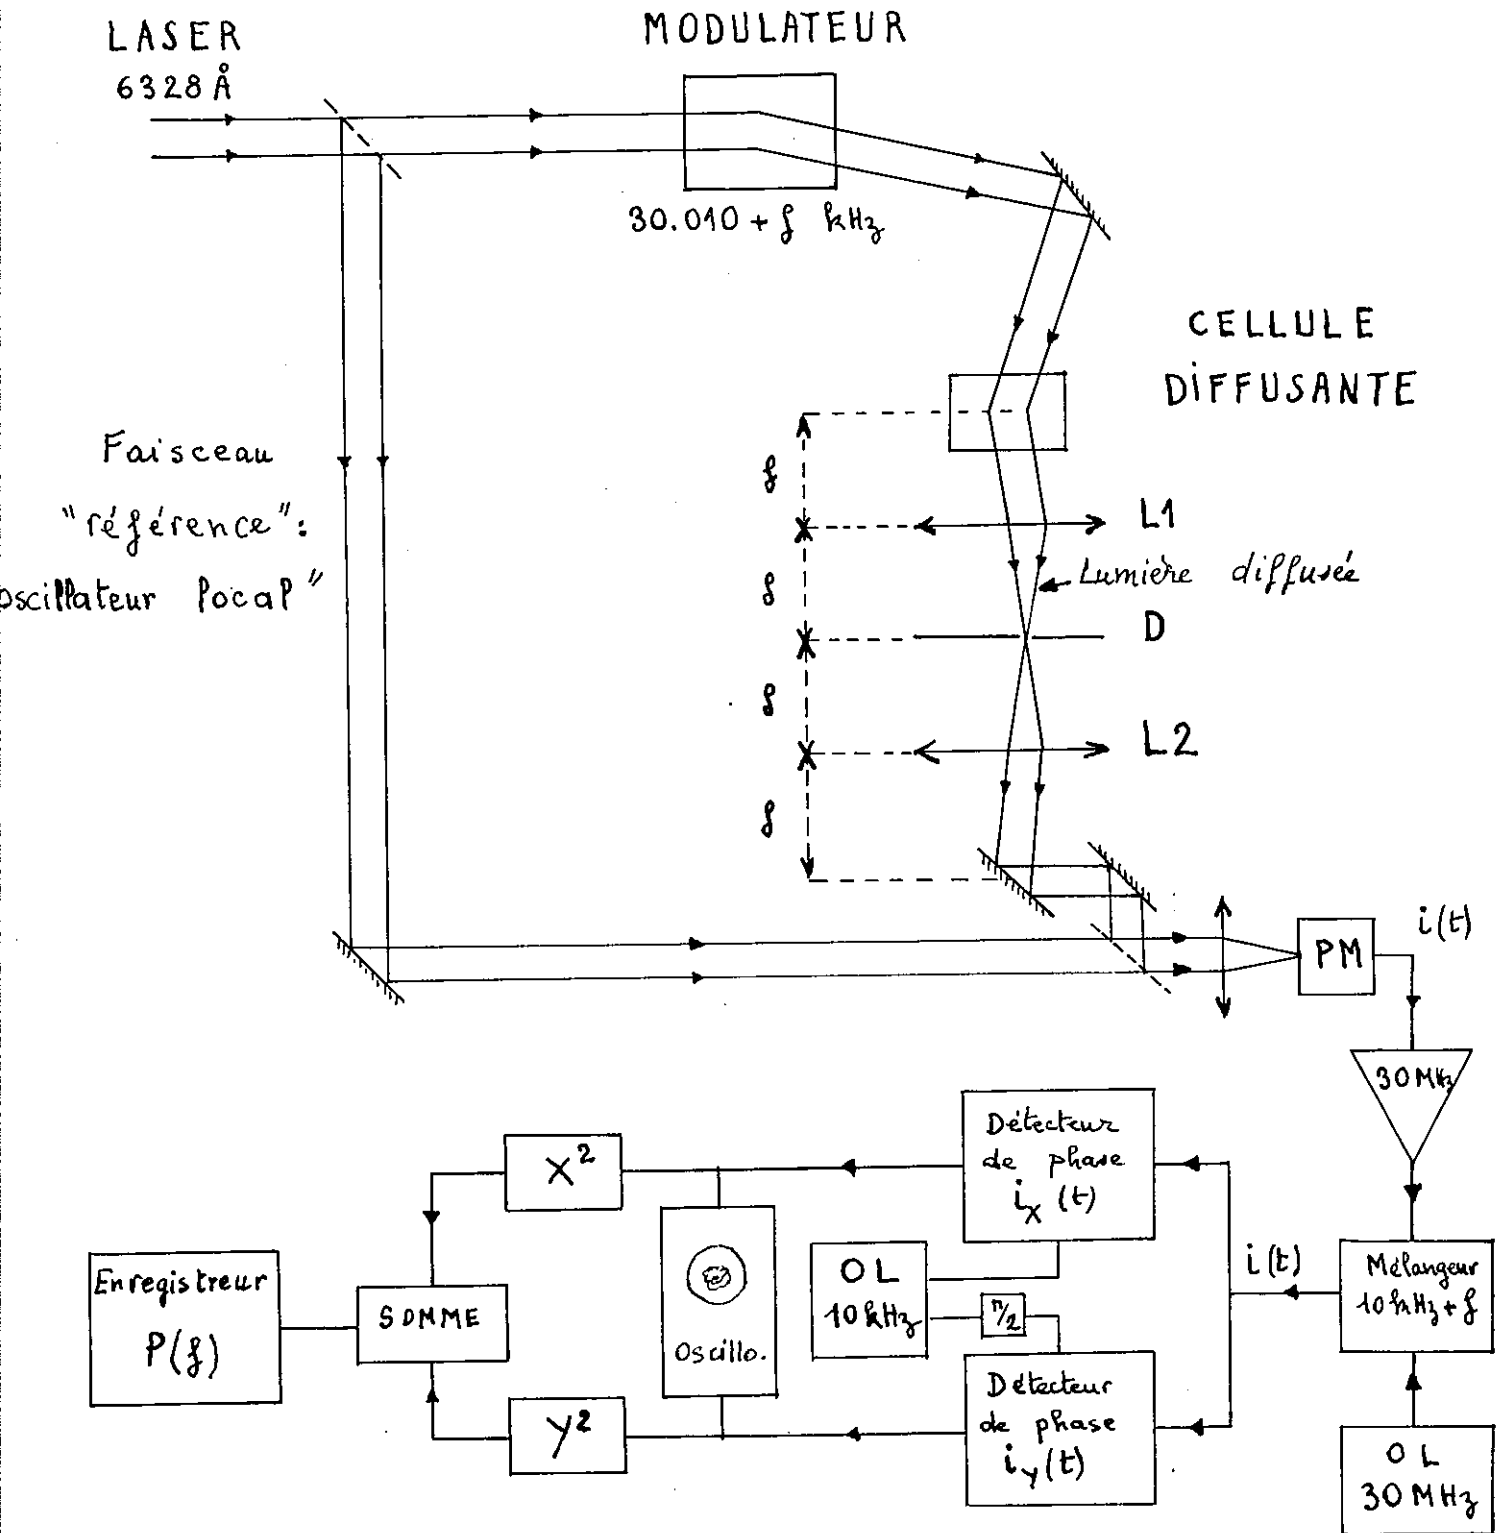 LASER
6328 Å
MODULATEUR
30.010 + f kHz
CELLULE
DIFFUSANTE
Faisceau
"référence":
oscillateur local"
f
f
f
f
L1
Lumière diffusée
D
L2
PM
i(t)
30 MHz
Mélangeur
10 kHz + f
OL
30 MHz
i(t)
Détecteur
de phase
iX (t)
OL
10 kHz
π/2
Détecteur
de phase
iY(t)
Oscillo.
X²
Y²
SOMME
Enregistreur
P(f)